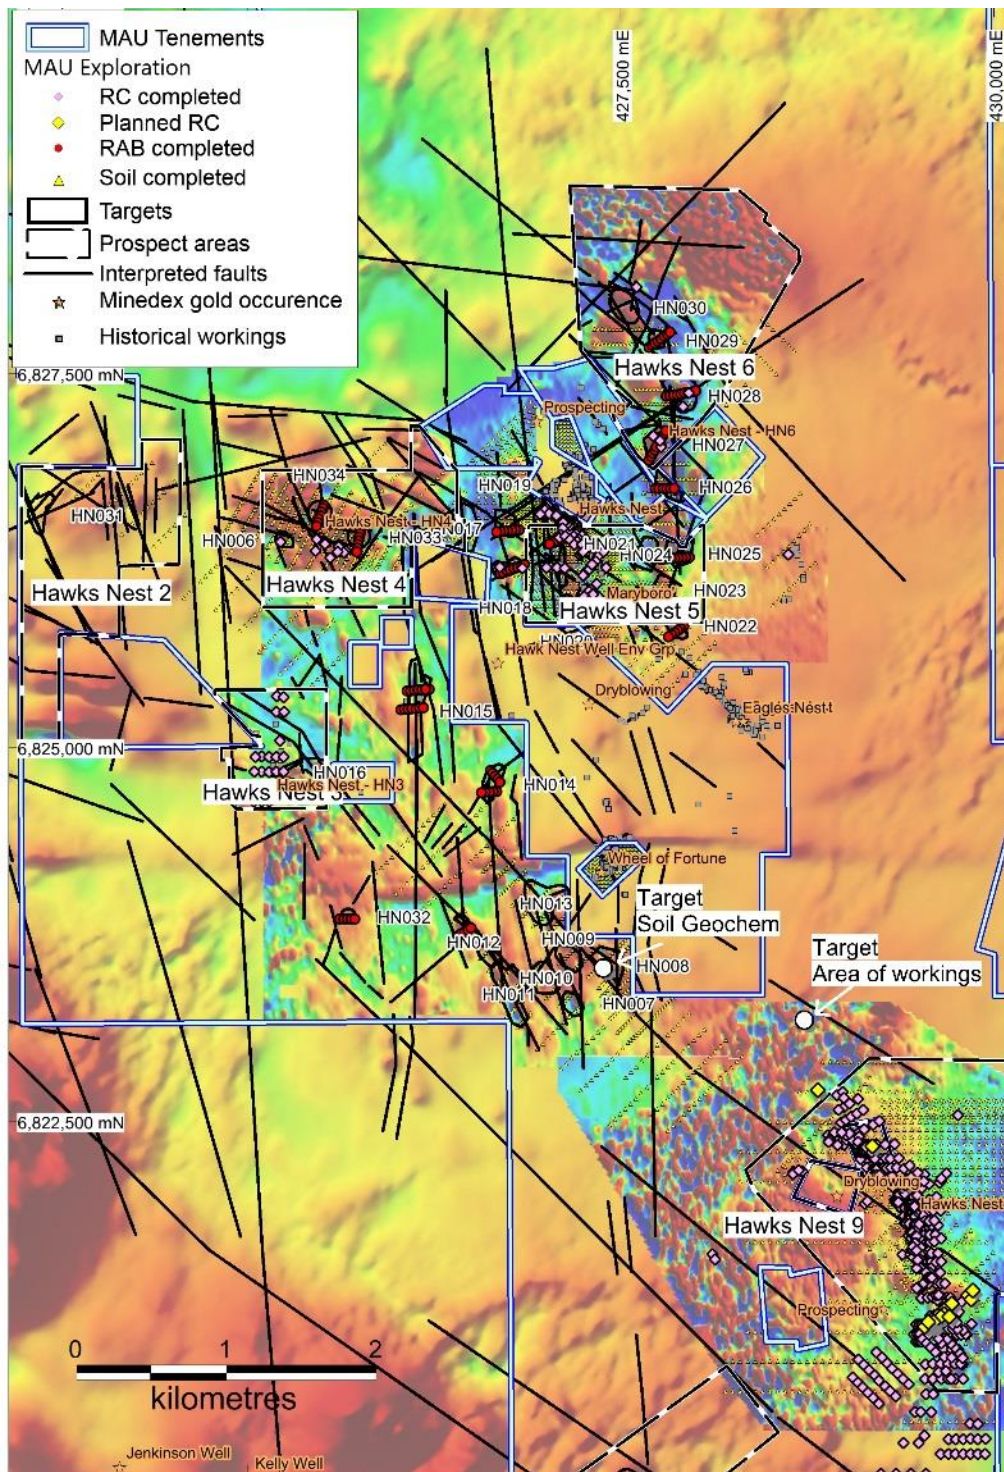 MAU Tenements
MAU Exploration
RC completed
Planned RC
RAB completed
Soil completed
Targets
Prospect areas
Interpreted faults
Minedex gold occurence
Historical workings
427,500 mE
430,000 mE
HN030
HN029
Hawks Nest 6
6,827,500 mN
HN028
Prospecting
Hawks Nest - HN6
HN027
HN034
HN019
HN026
HN031
Hawks Nest
Hawks Nest - HN4
HN017
HN006
HN033
HN021
HN024
HN025
Hawks Nest 2
Hawks Nest 4
Maryboro
HN023
HN018
Hawks Nest 5
HN022
HN020
Hawk Nest Well Env Grp
Dryblowing
Eagles Nest
HN015
6,825,000 mN
HN016
Hawks Nest - HN3
HN014
Hawks Nest 3
Wheel of Fortune
Target
Soil Geochem
HN013
HN032
HN012
HN009
HN008
Target
Area of workings
HN010
HN011
HN007
6,822,500 mN
Dryblowing
Hawks Nest
Hawks Nest 9
Prospecting
0 1 2
kilometres
Jenkinson Well
Kelly Well